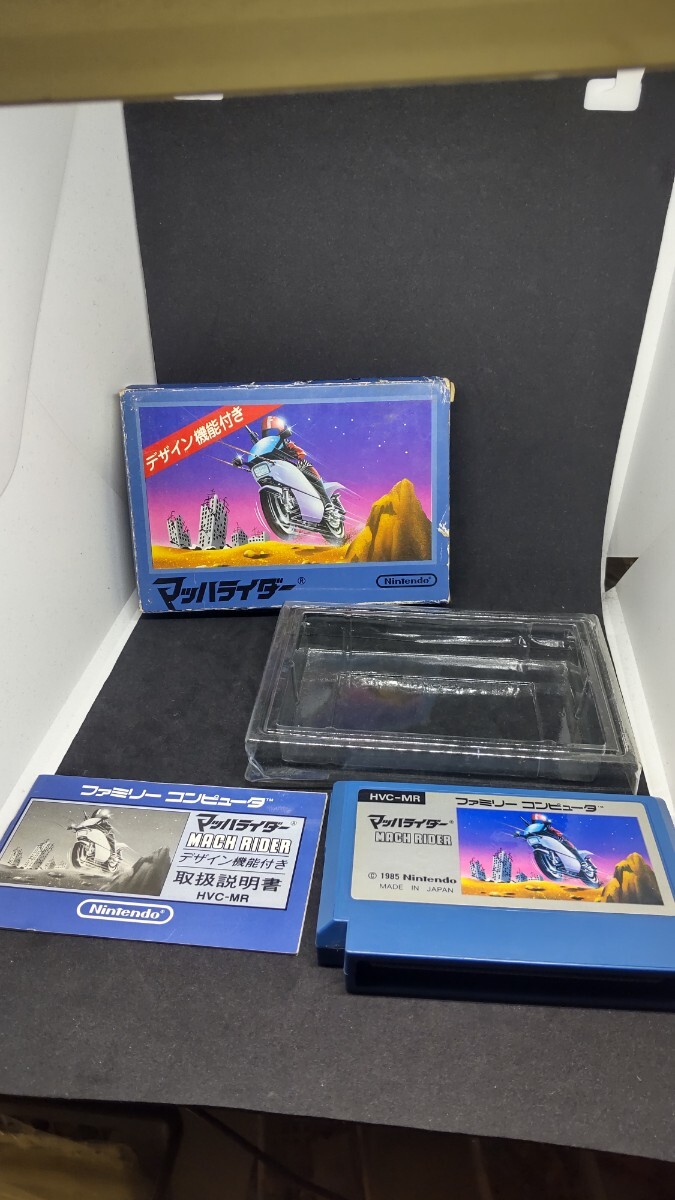 デザイン機能付き
マッハライダー®
Nintendo®
ファミリー コンピュータ™
マッハライダー®
MACH RIDER
デザイン機能付き
取扱説明書
HVC-MR
Nintendo®
HVC-MR
ファミリー コンピュータ™
マッハライダー®
MACH RIDER
© 1985 Nintendo
MADE IN JAPAN